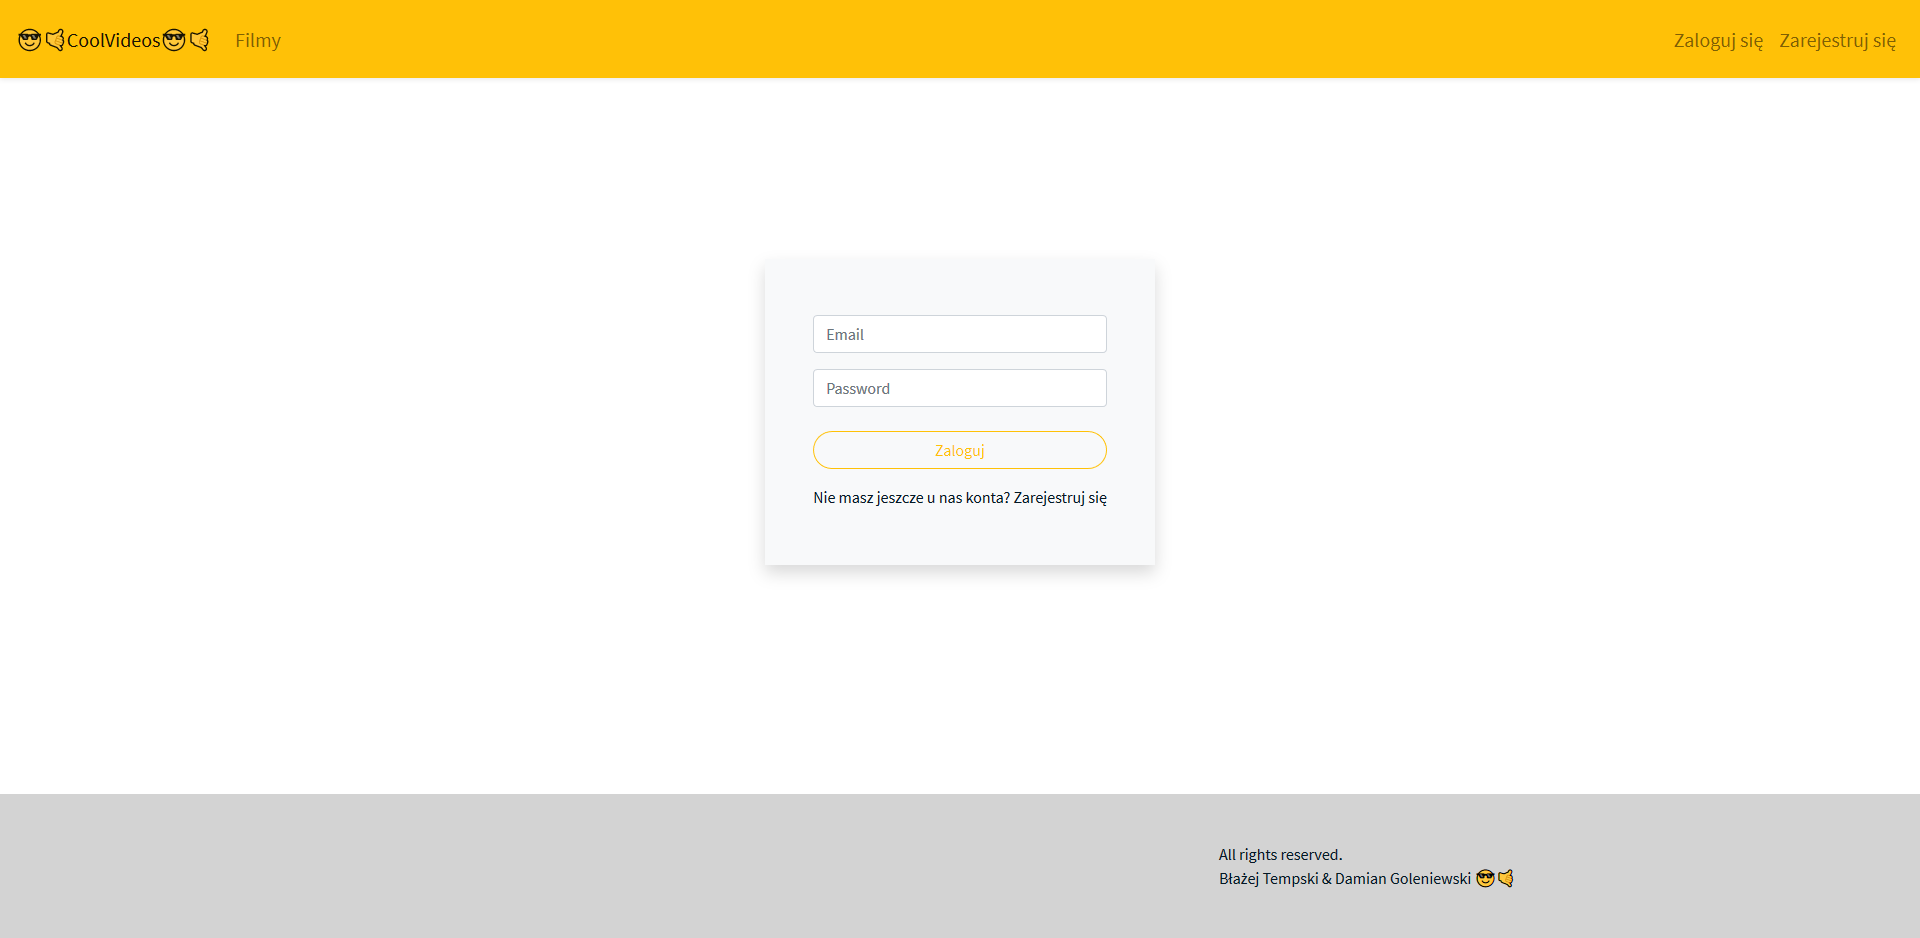 😎🤙CoolVideos😎🤙 Filmy Zaloguj się Zarejestruj się
Email
Password
Zaloguj
Nie masz jeszcze u nas konta? Zarejestruj się
All rights reserved.
Błażej Tempski & Damian Goleniewski 😎🤙